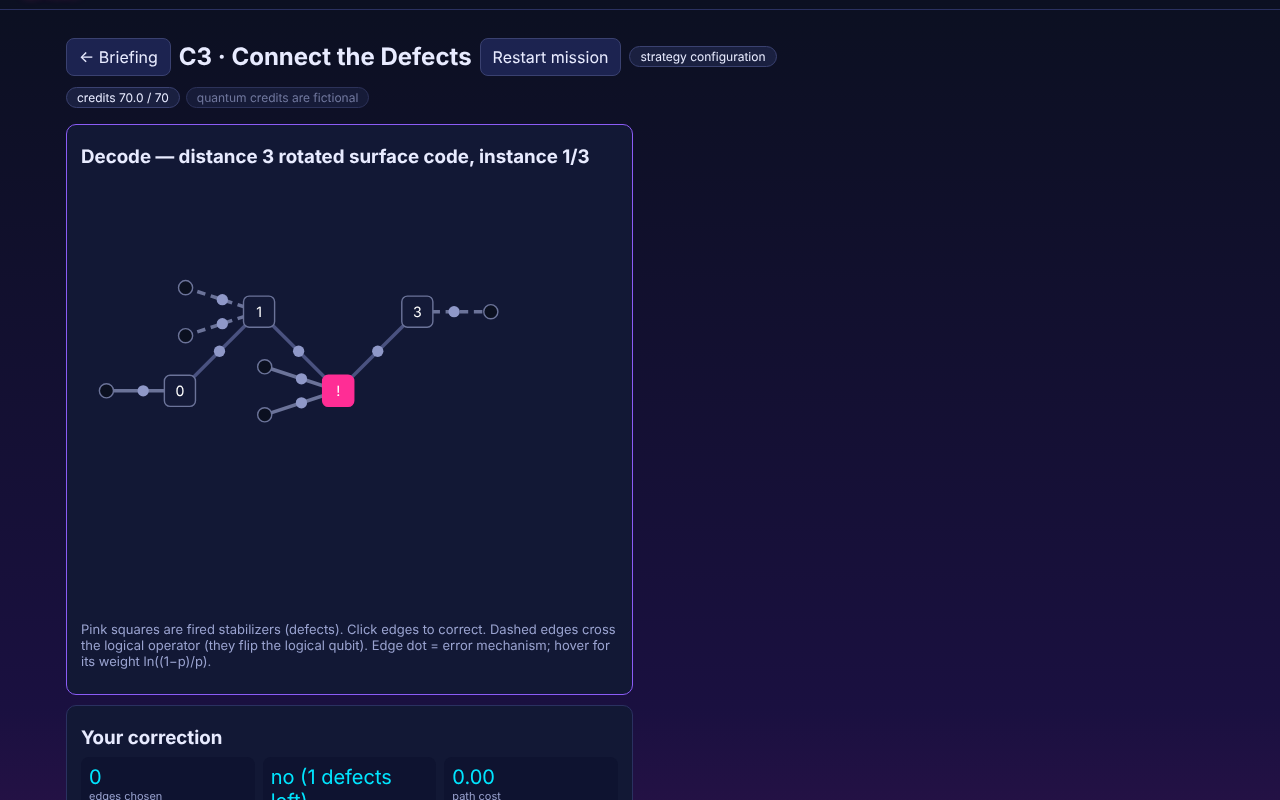 ← Briefing
C3 · Connect the Defects
Restart mission
strategy configuration
credits 70.0 / 70
quantum credits are fictional
Decode — distance 3 rotated surface code, instance 1/3
1
3
0
!
Pink squares are fired stabilizers (defects). Click edges to correct. Dashed edges cross
the logical operator (they flip the logical qubit). Edge dot = error mechanism; hover for
its weight ln((1−p)/p).
Your correction
0
edges chosen
no (1 defects
left)
0.00
path cost